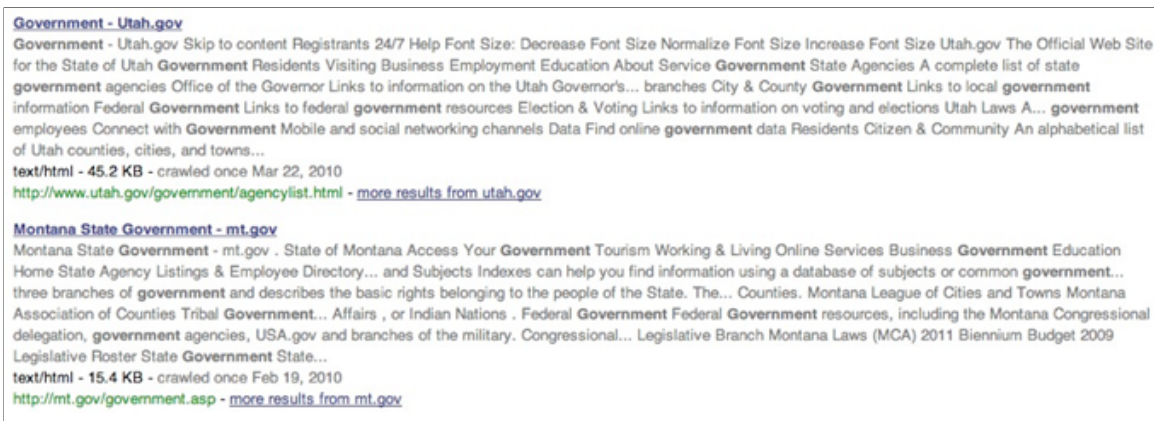 Government - Utah.gov
Government - Utah.gov Skip to content Registrants 24/7 Help Font Size: Decrease Font Size Normalize Font Size Increase Font Size Utah.gov The Official Web Site
for the State of Utah Government Residents Visiting Business Employment Education About Service Government State Agencies A complete list of state
government agencies Office of the Governor Links to information on the Utah Governor's... branches City & County Government Links to local government
information Federal Government Links to federal government resources Election & Voting Links to information on voting and elections Utah Laws A... government
employees Connect with Government Mobile and social networking channels Data Find online government data Residents Citizen & Community An alphabetical list
of Utah counties, cities, and towns...
text/html - 45.2 KB - crawled once Mar 22, 2010
http://www.utah.gov/government/agencylist.html - more results from utah.gov
Montana State Government - mt.gov
Montana State Government - mt.gov . State of Montana Access Your Government Tourism Working & Living Online Services Business Government Education
Home State Agency Listings & Employee Directory... and Subjects Indexes can help you find information using a database of subjects or common government...
three branches of government and describes the basic rights belonging to the people of the State. The... Counties. Montana League of Cities and Towns Montana
Association of Counties Tribal Government... Affairs , or Indian Nations . Federal Government Federal Government resources, including the Montana Congressional
delegation, government agencies, USA.gov and branches of the military. Congressional... Legislative Branch Montana Laws (MCA) 2011 Biennium Budget 2009
Legislative Roster State Government State...
text/html - 15.4 KB - crawled once Feb 19, 2010
http://mt.gov/government.asp - more results from mt.gov